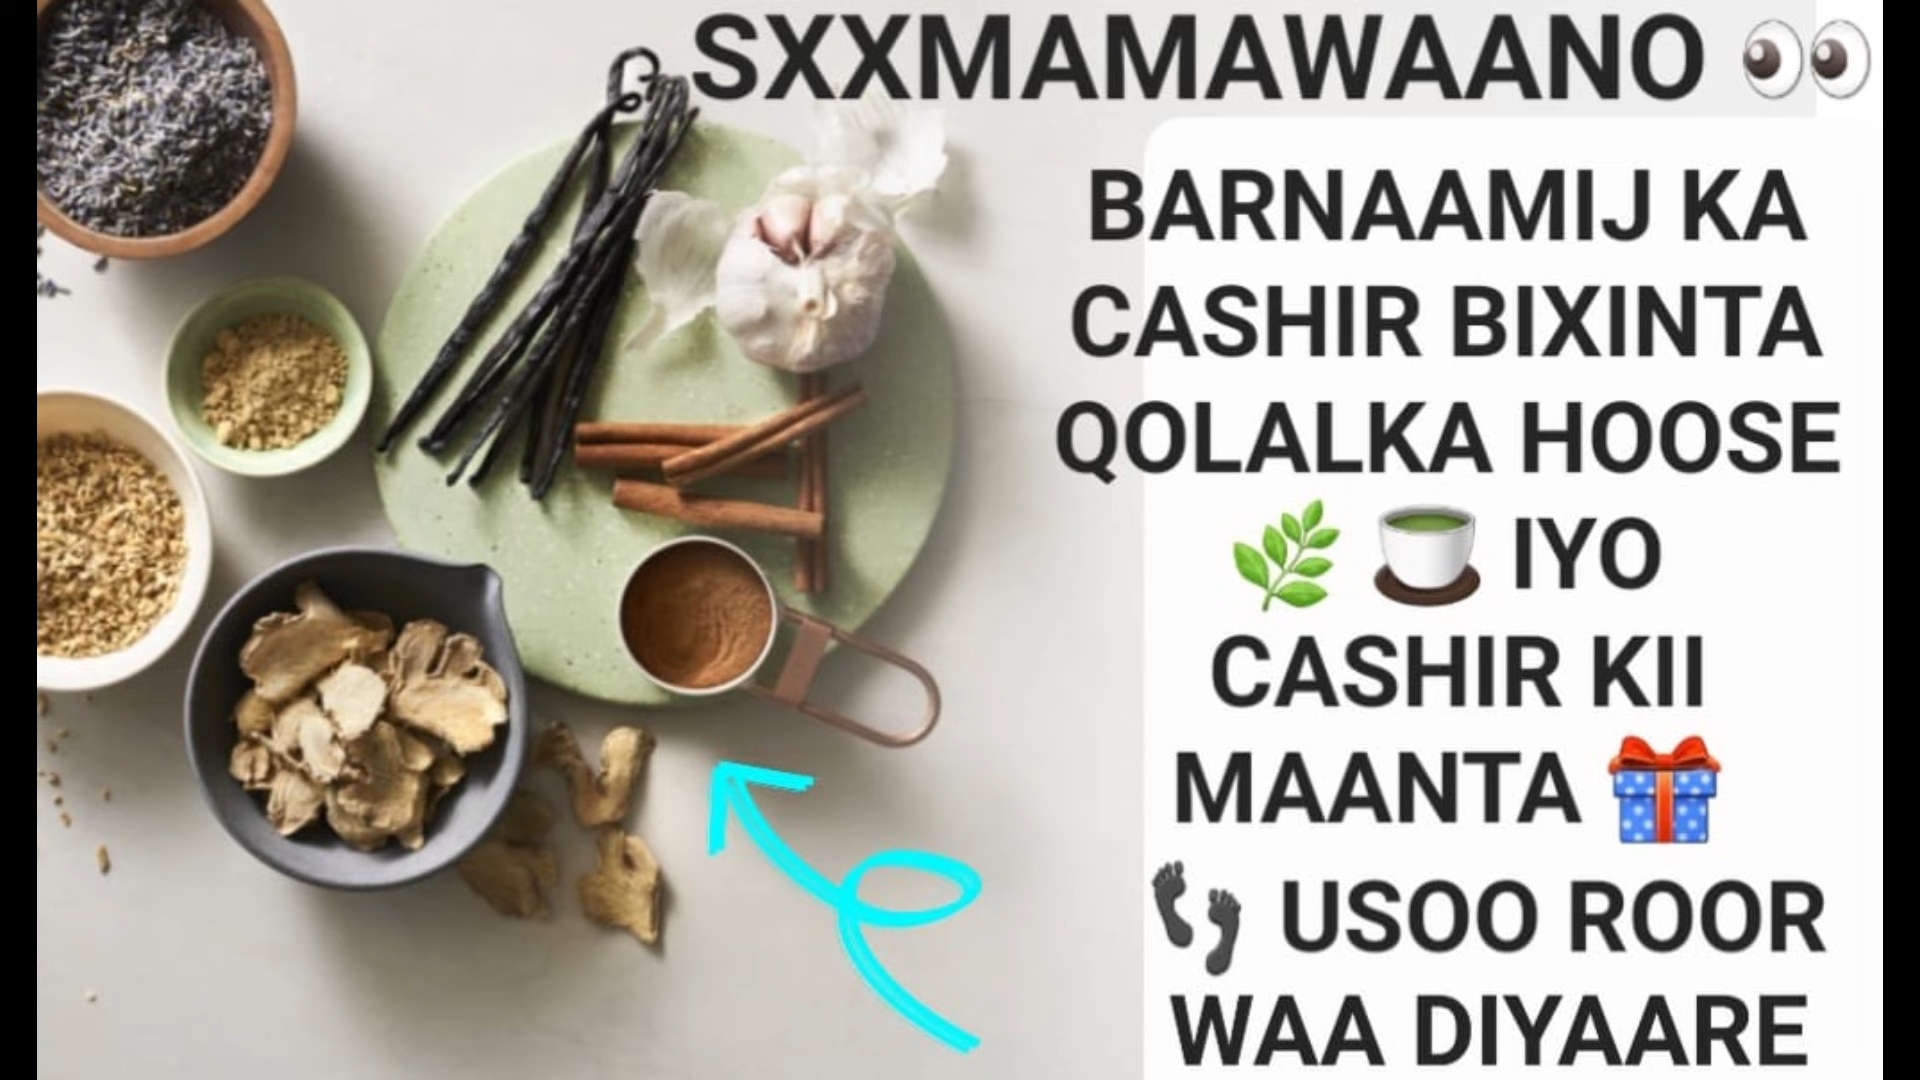 SXXMAMAWAANO 👀
BARNAAMIJ KA
CASHIR BIXINTA
QOLALKA HOOSE
🌿 🍵 IYO
CASHIR KII
MAANTA 🎁
👣 USOO ROOR
WAA DIYAARE